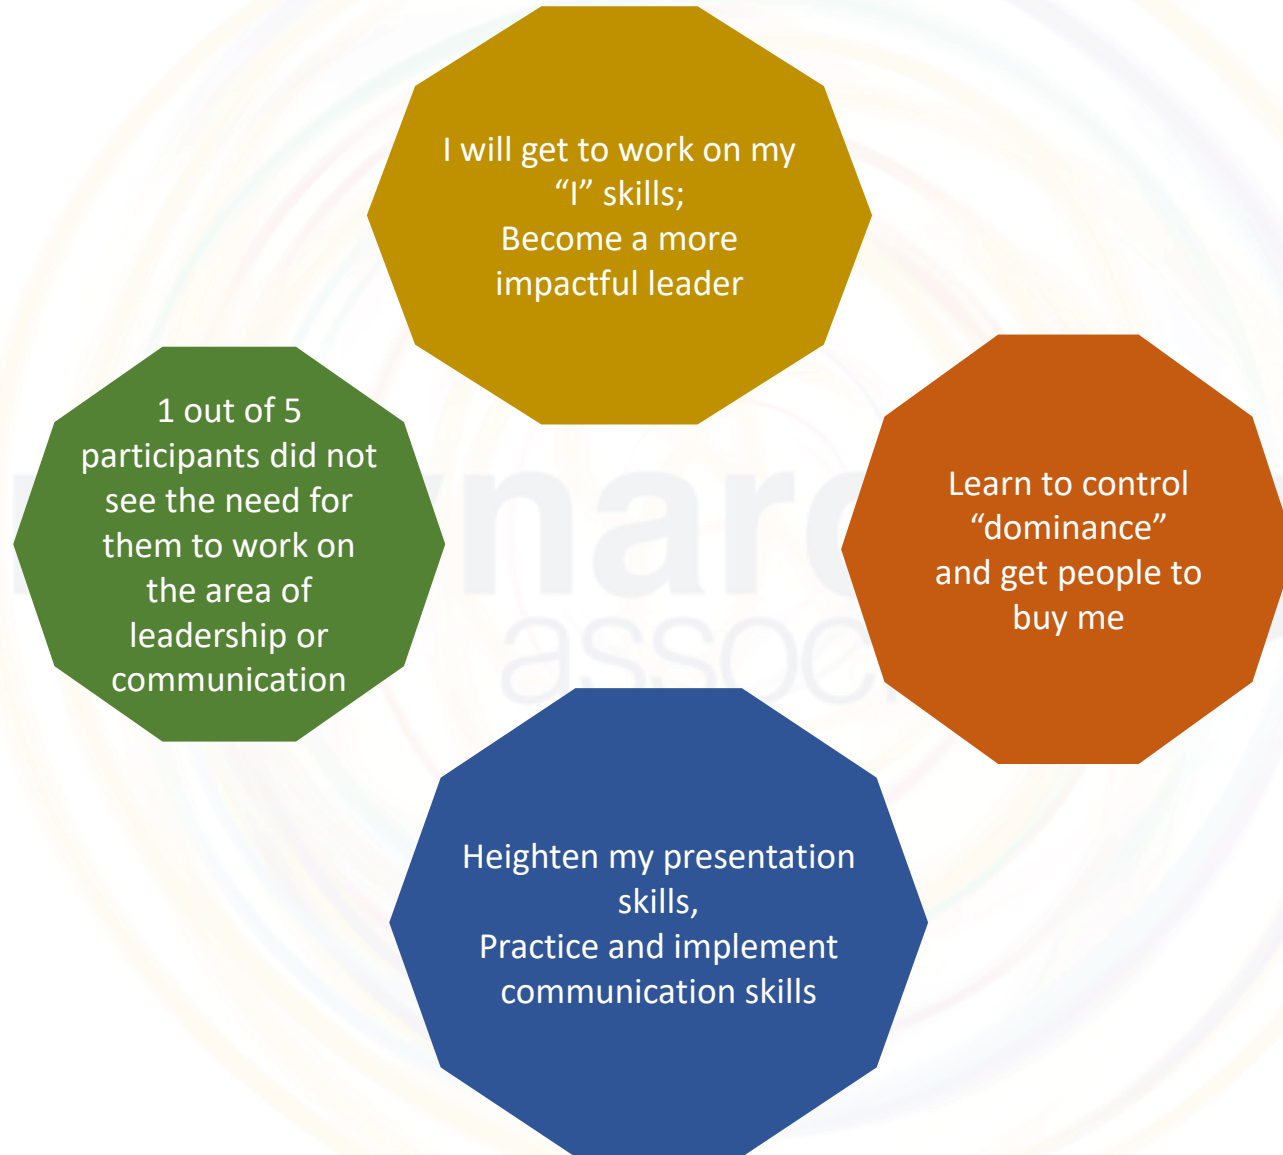 I will get to work on my
“I” skills;
Become a more
impactful leader
1 out of 5
participants did not
see the need for
them to work on
the area of
leadership or
communication
Learn to control
“dominance”
and get people to
buy me
Heighten my presentation
skills,
Practice and implement
communication skills